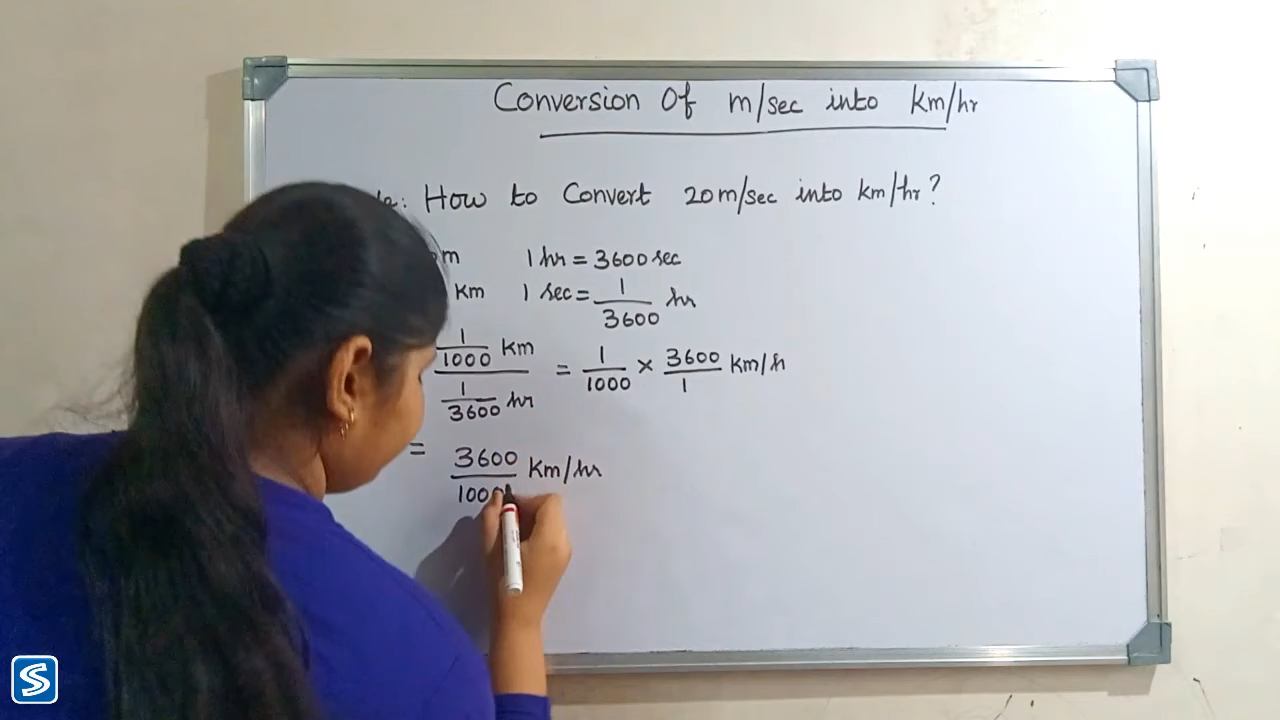 Conversion Of m/sec into km/hr
How to Convert 20m/sec into km/hr?
m 1 hr = 3600 sec
km 1 sec = 1/3600 hr
1/1000 km / 1/3600 hr = 1/1000 × 3600/1 km/h
= 3600/1000 km/hr
S